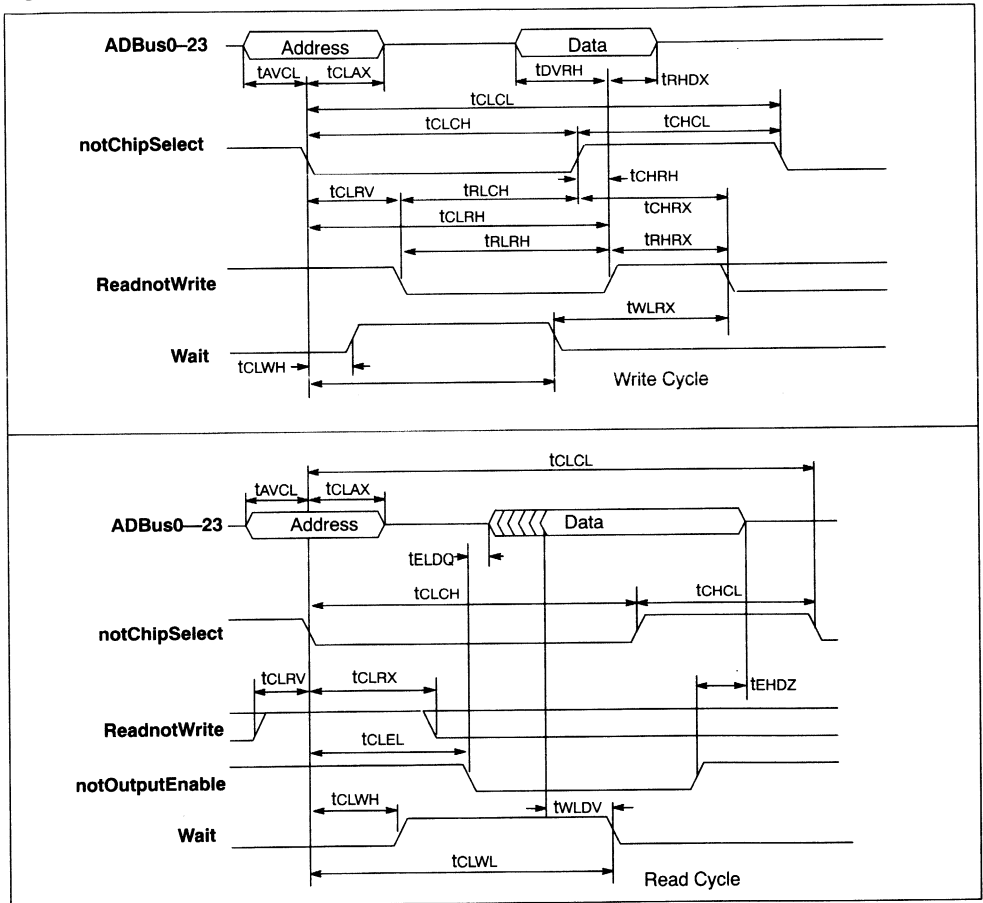 ADBus0–23
Address
Data
tAVCL
tCLAX
tDVRH
tRHDX
tCLCL
tCLCH
tCHCL
notChipSelect
tCHRH
tCLRV
tRLCH
tCHRX
tCLRH
tRLRH
tRHRX
ReadnotWrite
tWLRX
Wait
tCLWH
Write Cycle
tCLCL
tAVCL
tCLAX
ADBus0—23
Address
Data
tELDQ
tCLCH
tCHCL
notChipSelect
tCLRV
tCLRX
tEHDZ
ReadnotWrite
tCLEL
notOutputEnable
tCLWH
tWLDV
Wait
tCLWL
Read Cycle